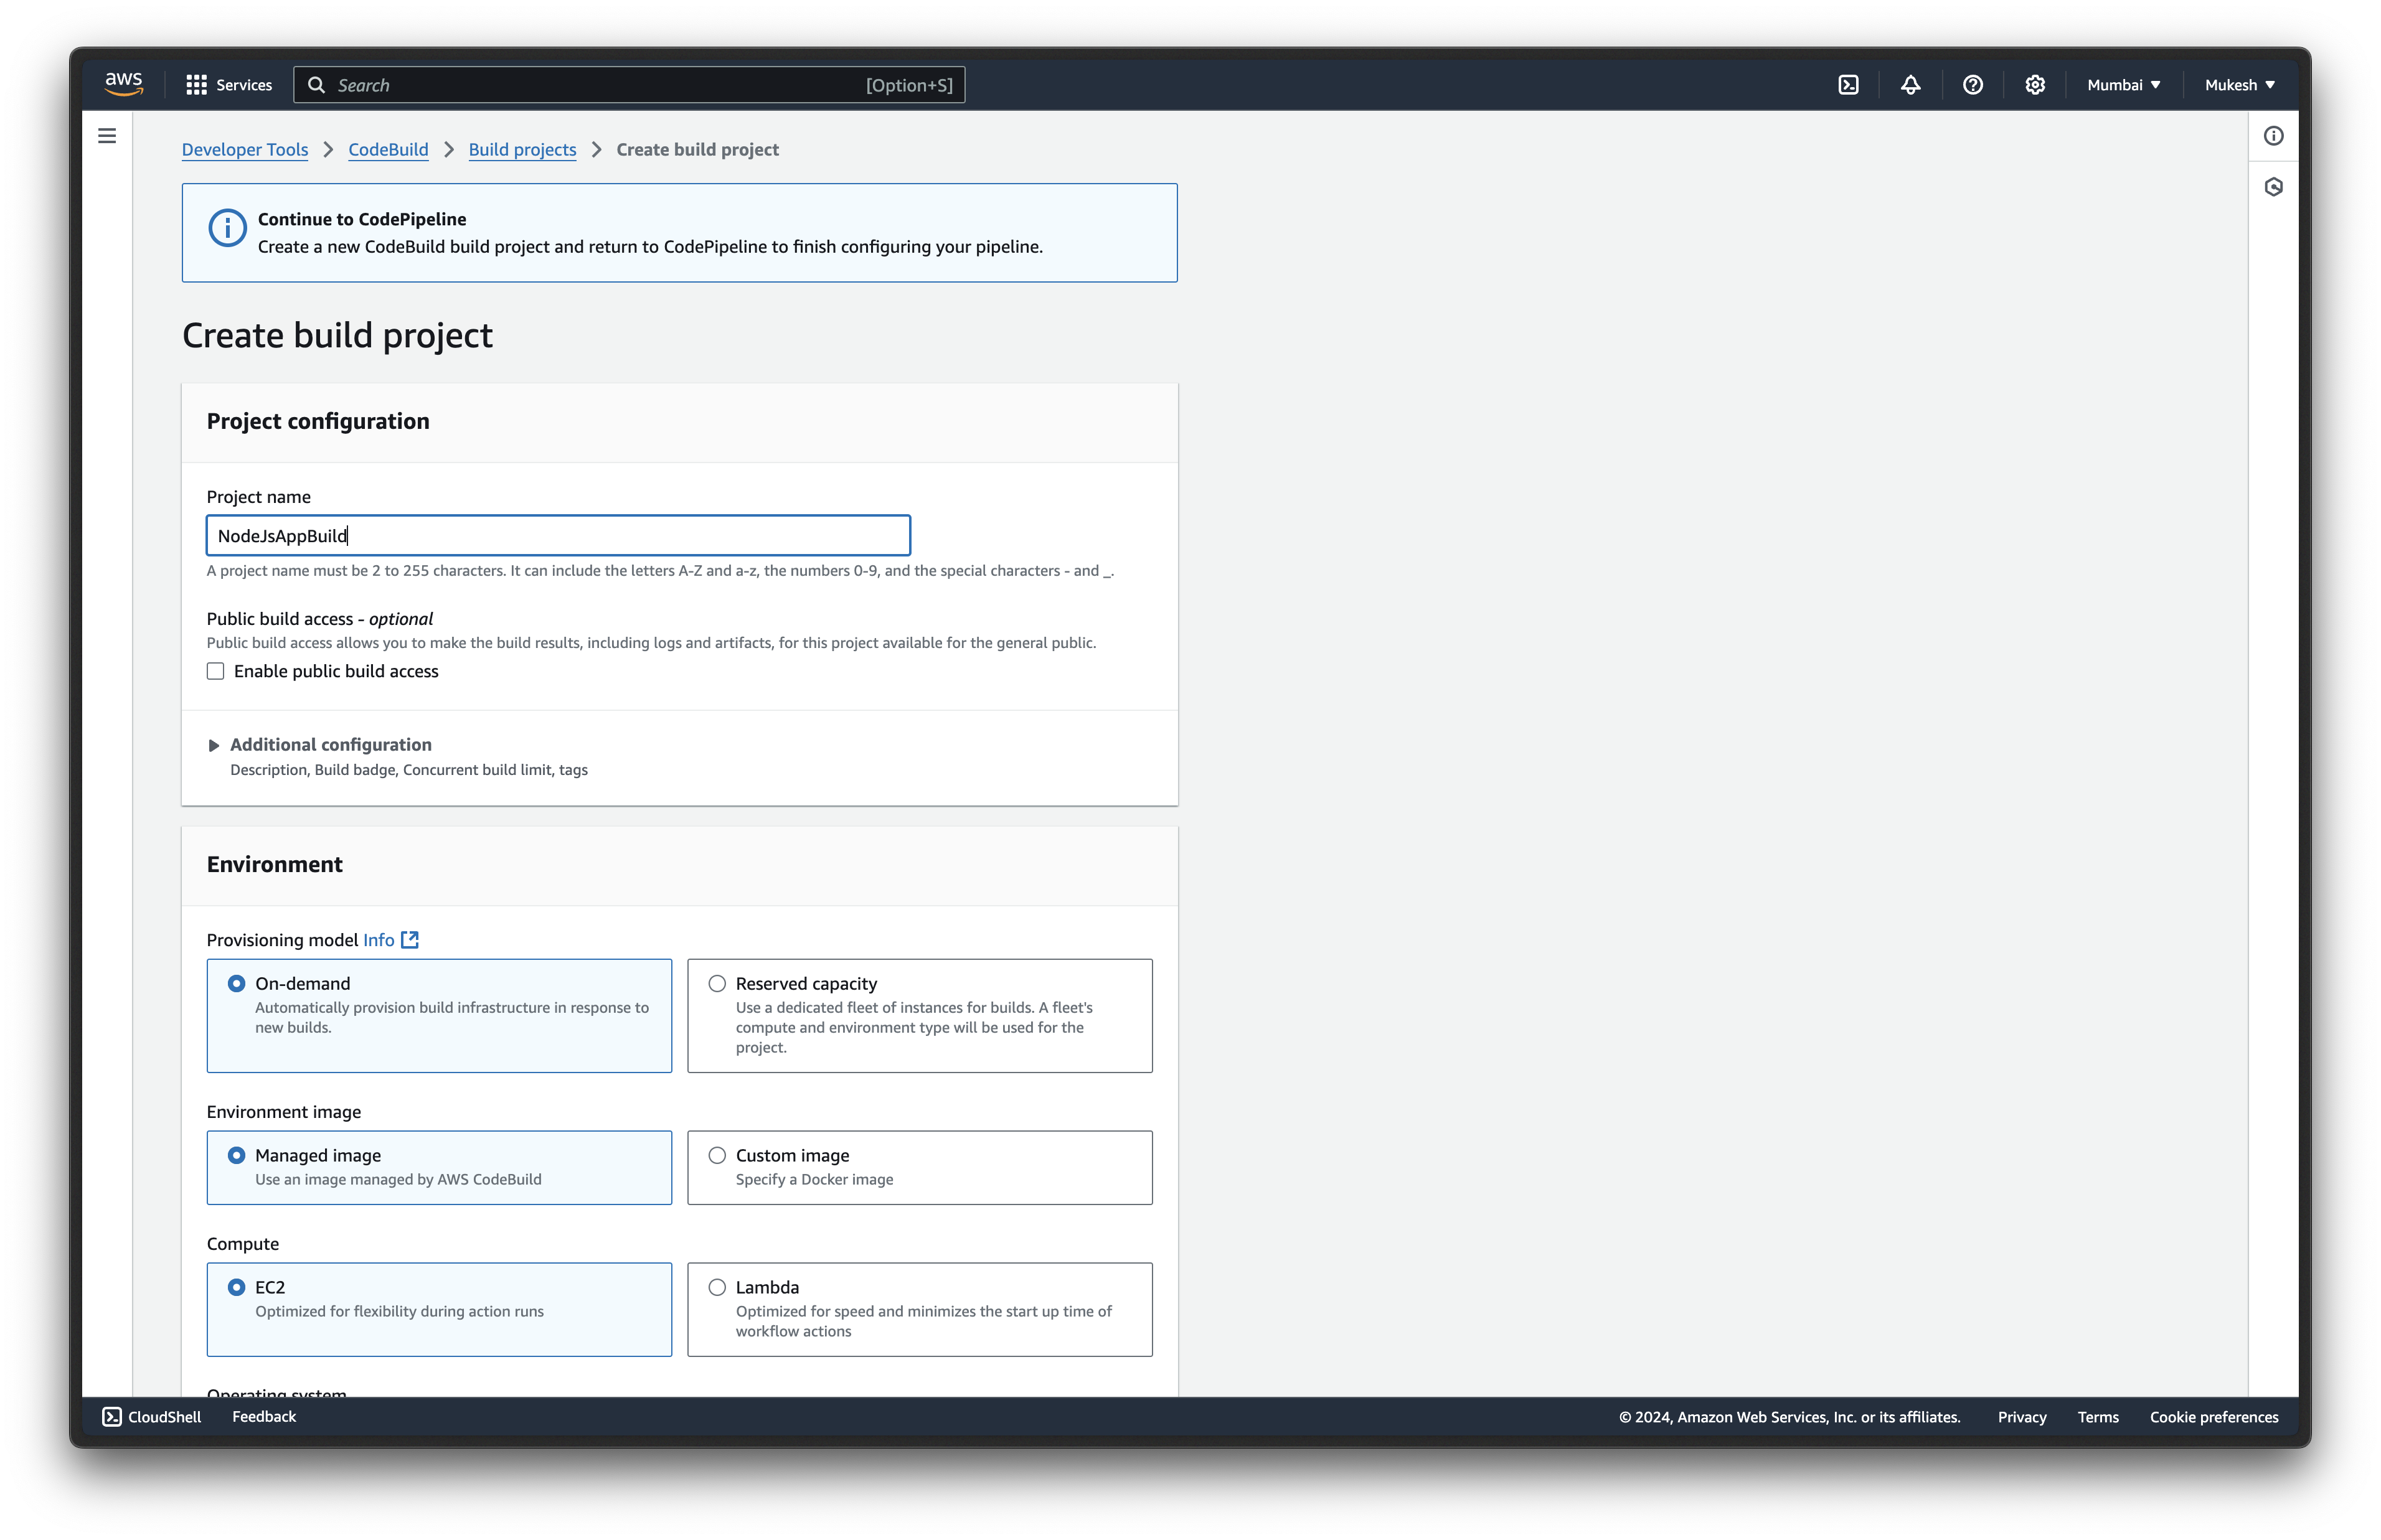 aws
Services
Search
[Option+S]
Mumbai
Mukesh
Developer Tools
CodeBuild
Build projects
Create build project
Continue to CodePipeline
Create a new CodeBuild build project and return to CodePipeline to finish configuring your pipeline.
Create build project
Project configuration
Project name
NodeJsAppBuild
A project name must be 2 to 255 characters. It can include the letters A-Z and a-z, the numbers 0-9, and the special characters - and _.
Public build access - optional
Public build access allows you to make the build results, including logs and artifacts, for this project available for the general public.
Enable public build access
Additional configuration
Description, Build badge, Concurrent build limit, tags
Environment
Provisioning model Info
On-demand
Automatically provision build infrastructure in response to
new builds.
Reserved capacity
Use a dedicated fleet of instances for builds. A fleet's
compute and environment type will be used for the
project.
Environment image
Managed image
Use an image managed by AWS CodeBuild
Custom image
Specify a Docker image
Compute
EC2
Optimized for flexibility during action runs
Lambda
Optimized for speed and minimizes the start up time of
workflow actions
Operating system
CloudShell
Feedback
© 2024, Amazon Web Services, Inc. or its affiliates.
Privacy
Terms
Cookie preferences